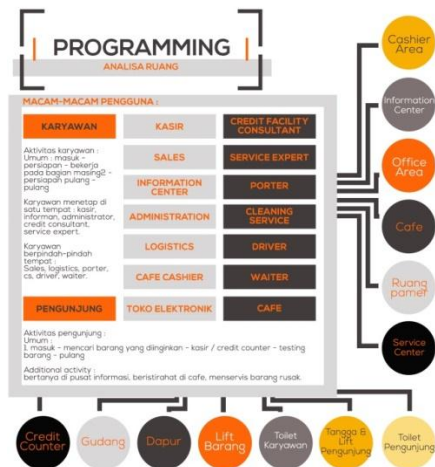 PROGRAMMING
ANALISA RUANG
MACAM-MACAM PENGGUNA :
KARYAWAN
Aktivitas karyawan :
Umum : masuk -
persiapan - bekerja
pada bagian masing2 -
persiapan pulang -
pulang
Karyawan menetap di
satu tempat : kasir,
informan, administrator,
credit consultant,
service expert.
Karyawan
berpindah-pindah
tempat :
Sales, logistics, porter,
cs, driver, waiter.
KASIR
SALES
INFORMATION
CENTER
ADMINISTRATION
LOGISTICS
CAFE CASHIER
CREDIT FACILITY
CONSULTANT
SERVICE EXPERT
PORTER
CLEANING
SERVICE
DRIVER
WAITER
PENGUNJUNG
TOKO ELEKTRONIK
CAFE
Aktivitas pengunjung :
Umum :
1. masuk - mencari barang yang diinginkan - kasir / credit counter - testing
barang - pulang
Additional activity :
bertanya di pusat informasi, beristirahat di cafe, menservis barang rusak.
Cashier
Area
Information
Center
Office
Area
Cafe
Ruang
pamer
Service
Center
Credit
Counter
Gudang
Dapur
Lift
Barang
Toilet
Karyawan
Tangga &
Lift
Pengunjung
Toilet
Pengunjung